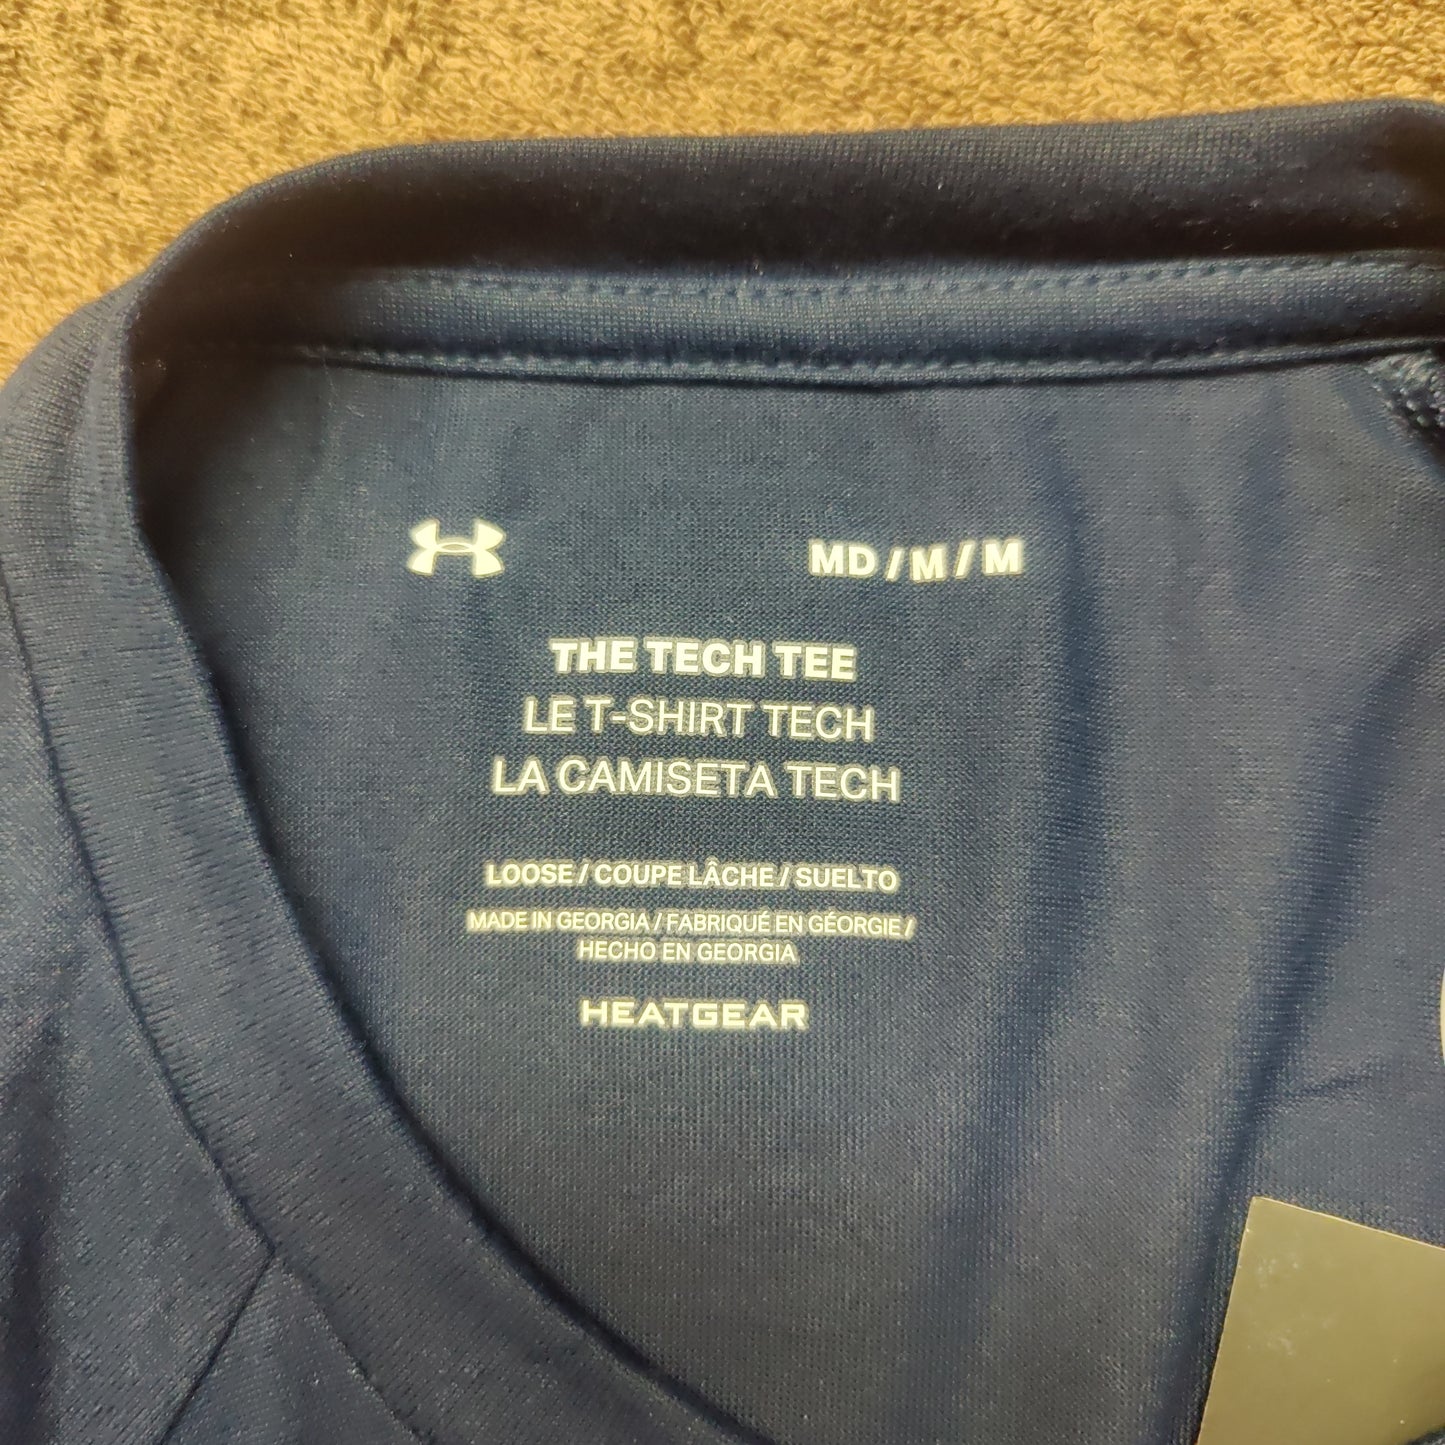 MD / M / M
THE TECH TEE
LE T-SHIRT TECH
LA CAMISETA TECH
LOOSE / COUPE LÂCHE / SUELTO
MADE IN GEORGIA / FABRIQUÉ EN GÉORGIE /
HECHO EN GEORGIA
HEATGEAR